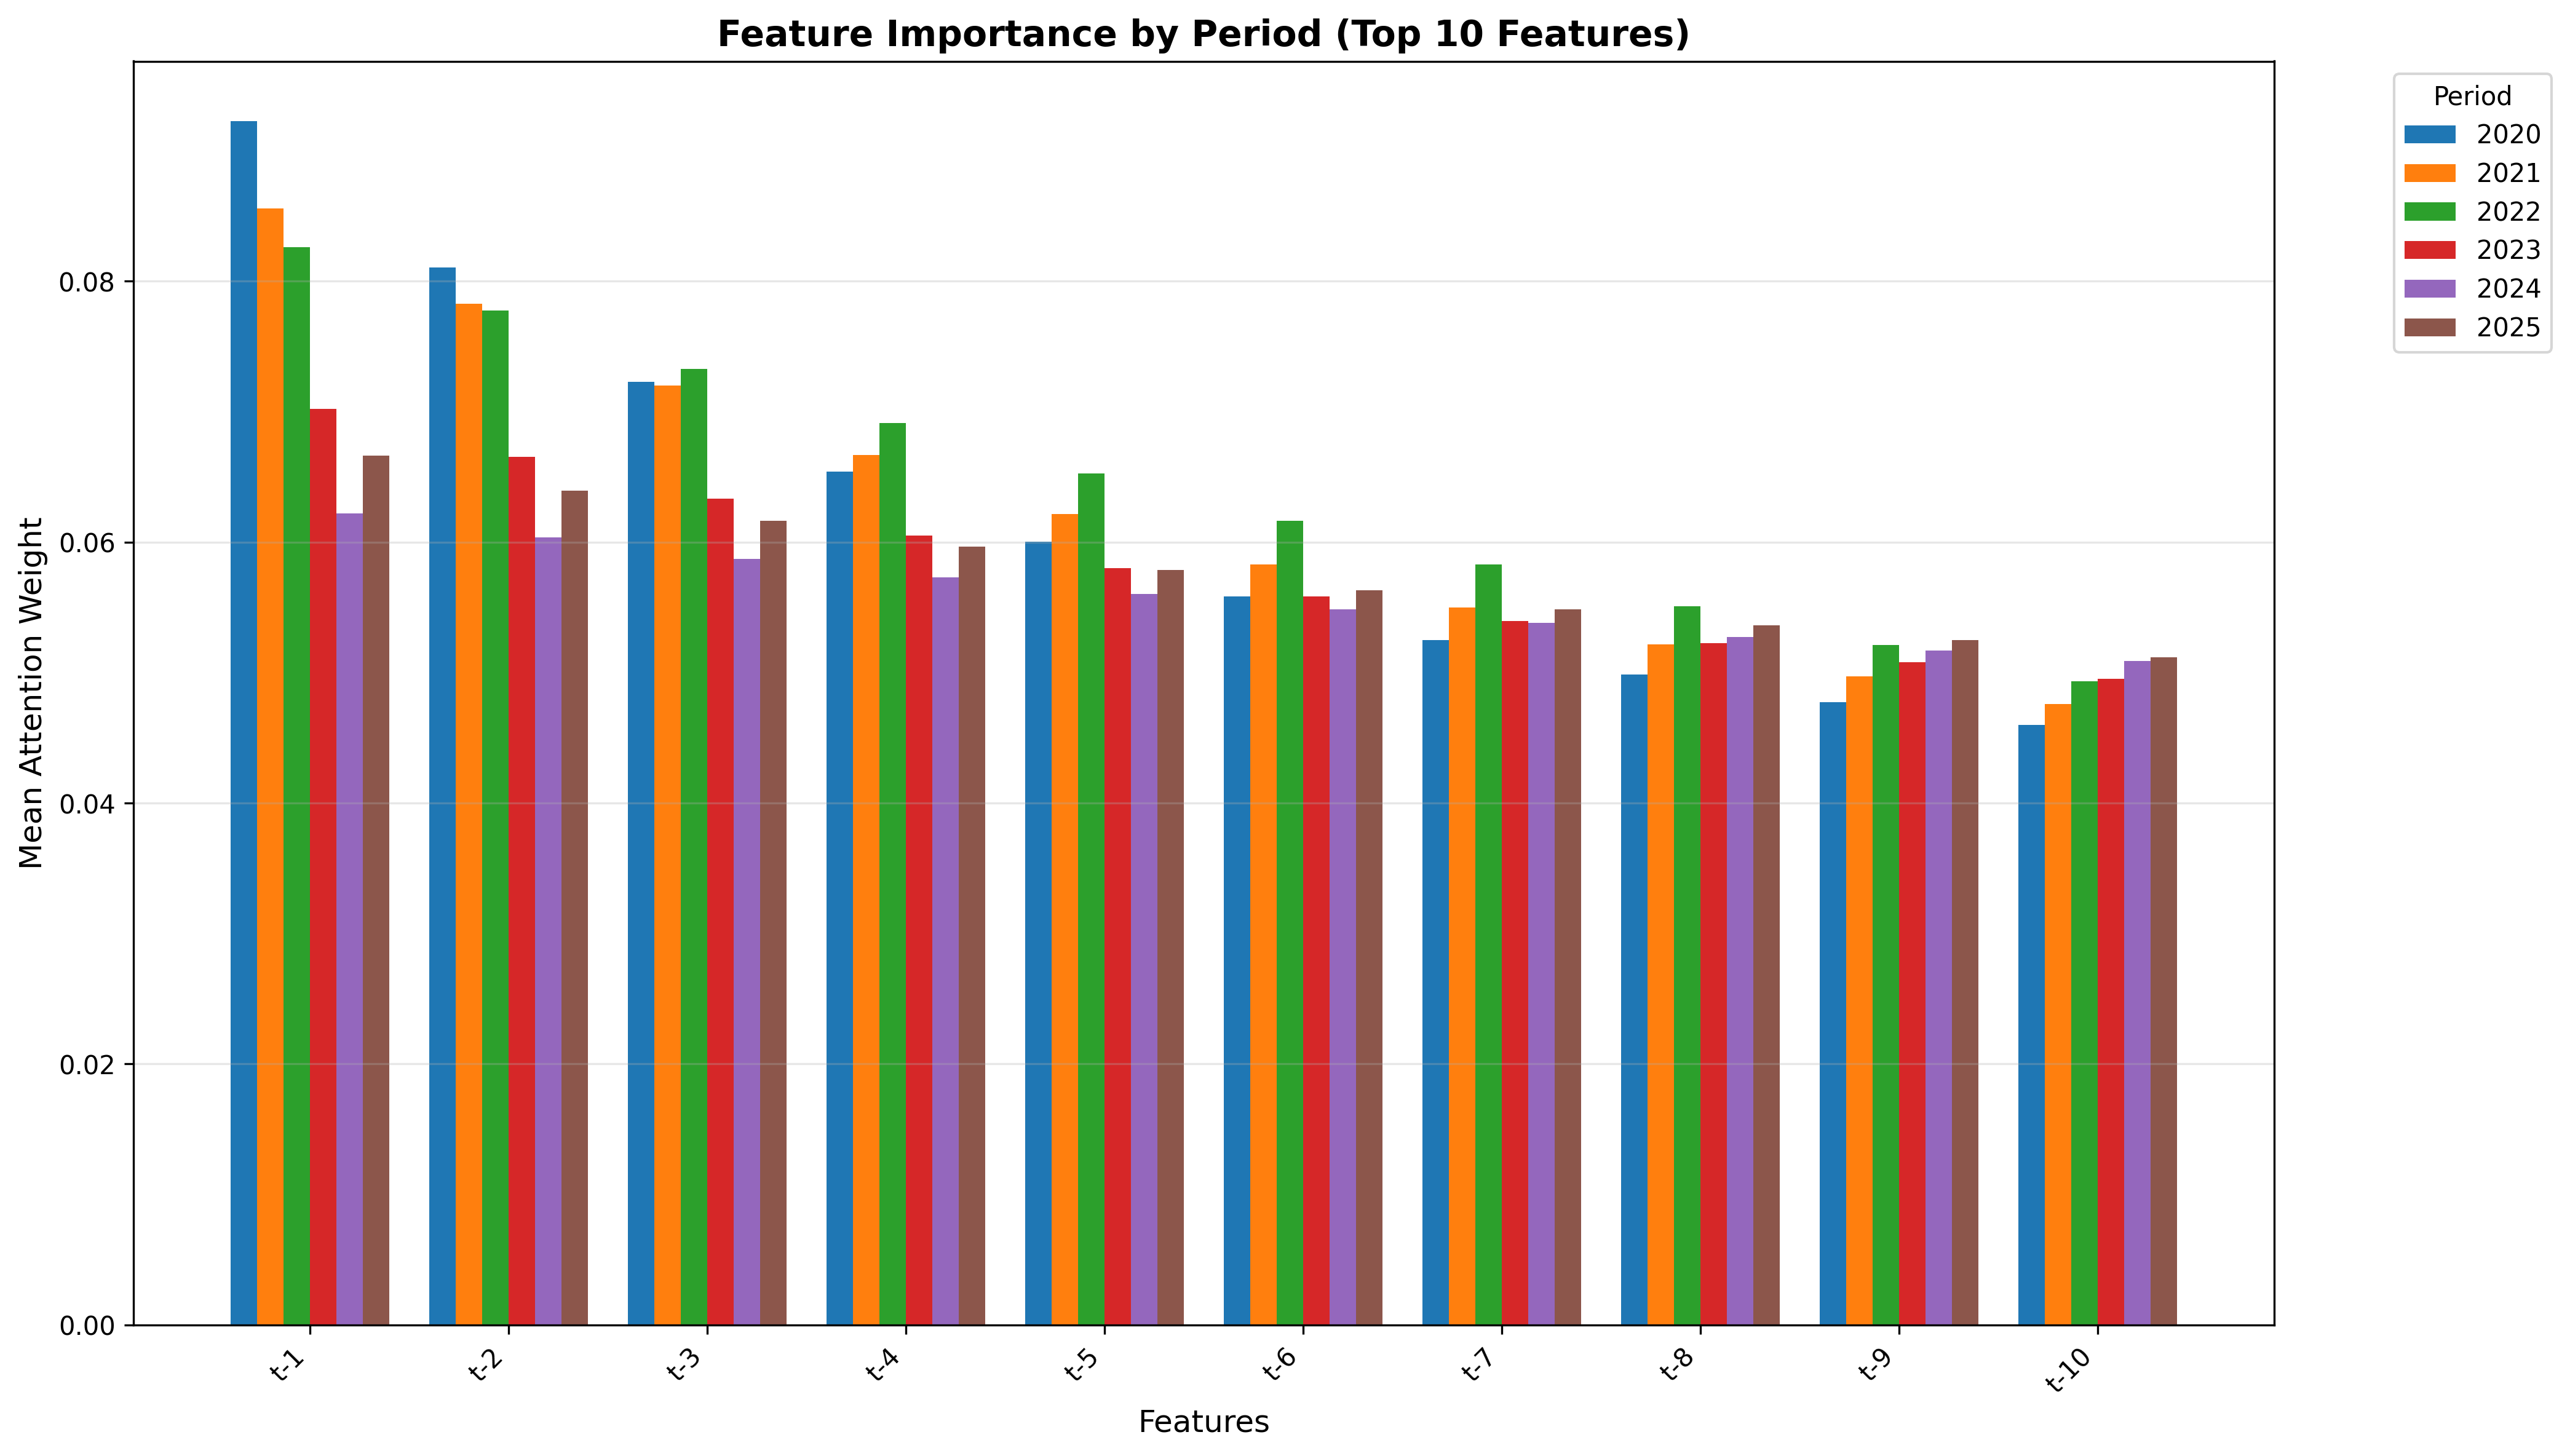 Feature Importance by Period (Top 10 Features)
Period
2020
2021
2022
2023
2024
2025
Mean Attention Weight
0.08
0.06
0.04
0.02
0.00
t-1
t-2
t-3
t-4
t-5
t-6
t-7
t-8
t-9
t-10
Features